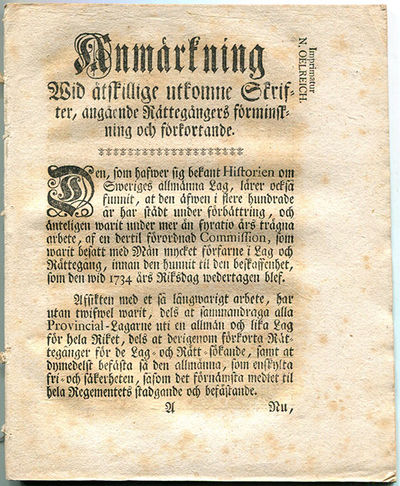 Anmärkning
Wid åtskillige utkomne Skrif-
ter, angående Rättegångers förminsk-
ning och förkortande.
Imprimatur
N. OELREICH.
Den, som hafwer sig bekant Historien om
Sweriges allmänna Lag, lärer också
funnit, at den äfwen i flere hundrade
år har städt under förbättring, och
änteligen warit under mer än fyratio års trägna
arbete, af en dertil förordnad Commission, som
warit besatt med Män mycket förfarne i Lag och
Rättegång, innan den hunnit til den beskaffenhet,
som den wid 1734 års Riksdag wedertagen blef.
Afsikten med et så långwarigt arbete, har
utan twifwel warit, dels at sammandraga alla
Provincial-Lagarne uti en allmän och lika Lag
för hela Riket, dels at derigenom förkorta Rät-
tegånger för de Lag- och Rätt-sökande, samt at
dymedelst befästa så den allmänna, som enskylta
fri- och säkerheten, såsom det förnämsta medlet til
hela Regementets stadgande och befästande.
A
Nu,